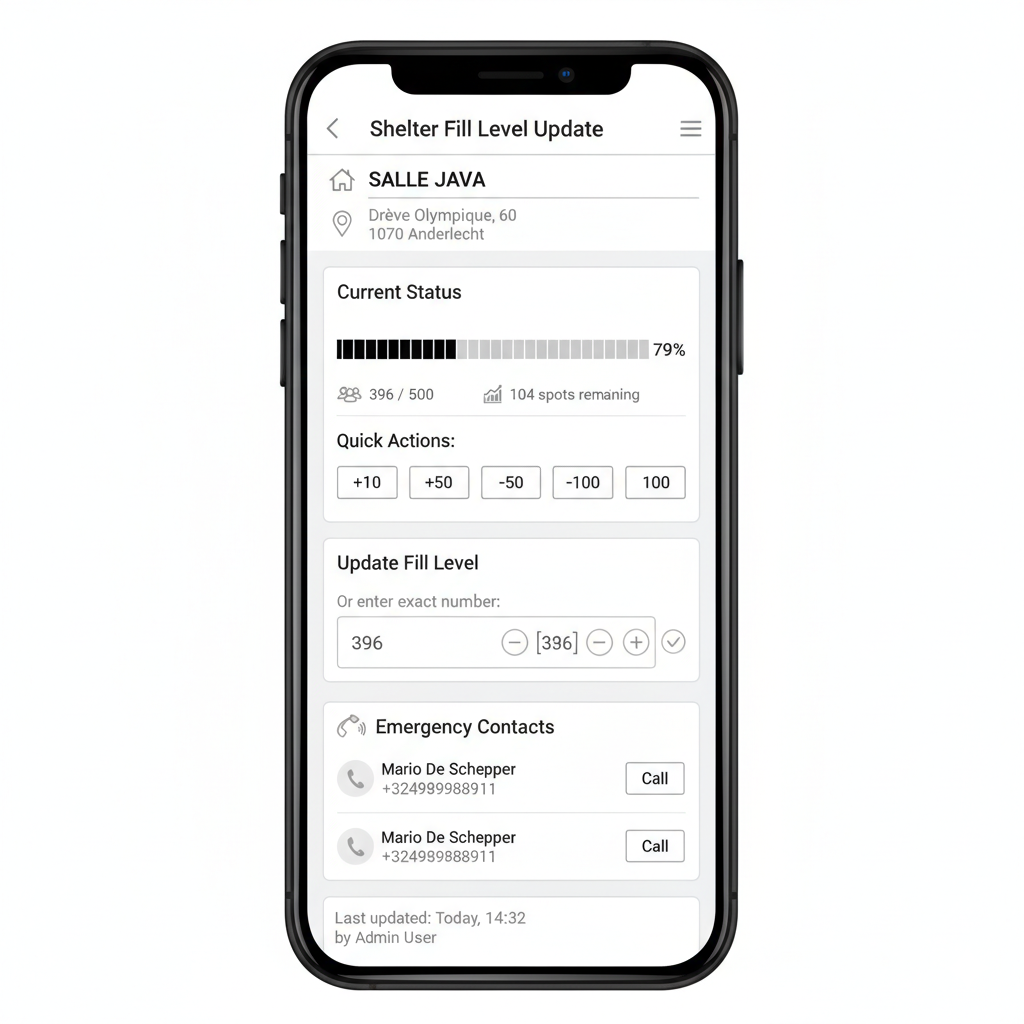 Shelter Fill Level Update
SALLE JAVA
Drève Olympique, 60
1070 Anderlecht
Current Status
79%
396 / 500
104 spots remaining
Quick Actions:
+10 +50 -50 -100 100
Update Fill Level
Or enter exact number:
396 [396]
Emergency Contacts
Mario De Schepper
+324999988911
Call
Mario De Schepper
+324989888911
Call
Last updated: Today, 14:32
by Admin User